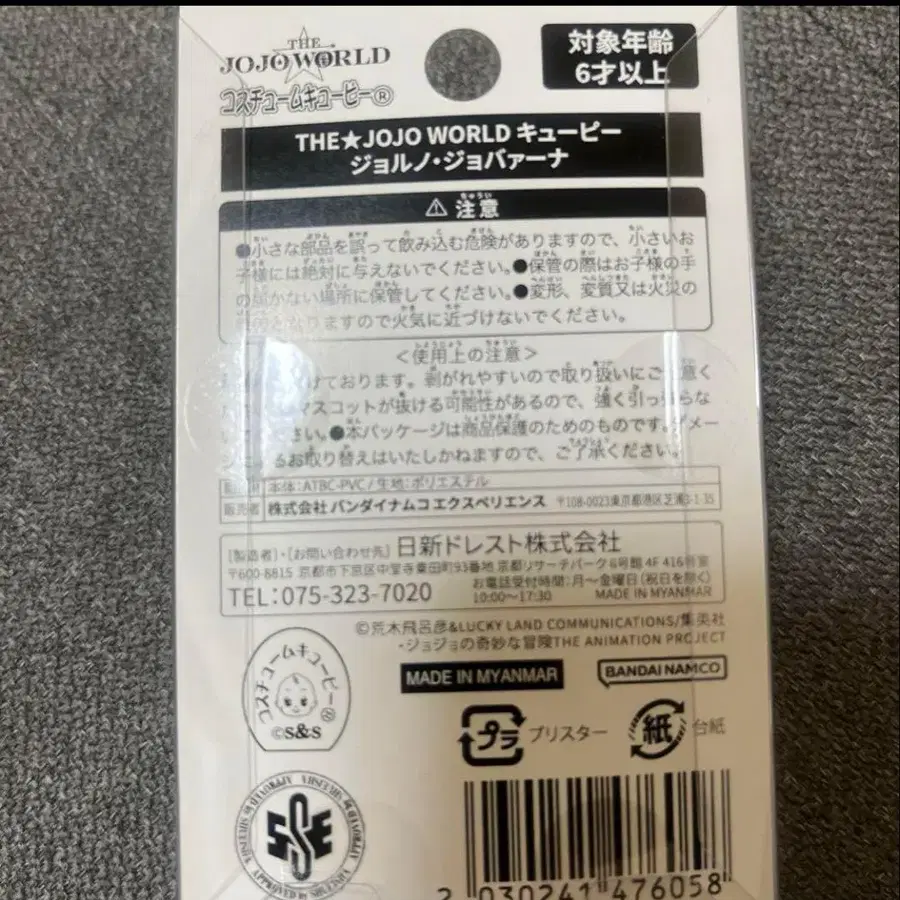 THE
JOJO WORLD
コスチュームキューピー®
対象年齢
6才以上
THE★JOJO WORLD キューピー
ジョルノ・ジョバァーナ
⚠ 注意
●小さな部品を誤って飲み込む危険がありますので、小さいお
子様には絶対に与えないでください。●保管の際はお子様の手
の届かない場所に保管してください。●変形、変質又は火災の
原因となりますので火気に近づけないでください。
<使用上の注意>
けております。剥がれやすいので取り扱いにご注意く
マスコットが抜ける可能性があるので、強く引っ張らな
ください。●本パッケージは商品保護のためのものです。ダメー
ジによるお取り替えはいたしかねますので、ご了承ください。
本体:ATBC-PVC/生地:ポリエステル
販売者 株式会社 バンダイナムコエクスペリエンス 〒108-0023東京都港区芝浦3-1-35
[製造者]・[お問い合わせ先] 日新ドレスト株式会社
〒600-8815 京都市下京区中堂寺粟田町93番地 京都リサーチパーク6号館 4F 416号室
TEL:075-323-7020
お電話受付時間:月~金曜日(祝日を除く)
10:00~17:30 MADE IN MYANMAR
©荒木飛呂彦&LUCKY LAND COMMUNICATIONS/集英社
・ジョジョの奇妙な冒険THE ANIMATION PROJECT
コスチュームキューピー®
©S&S
MADE IN MYANMAR
BANDAI NAMCO
プラ ブリスター
紙 台紙
APPROVED BY SHUEISHA
2 030241 476058